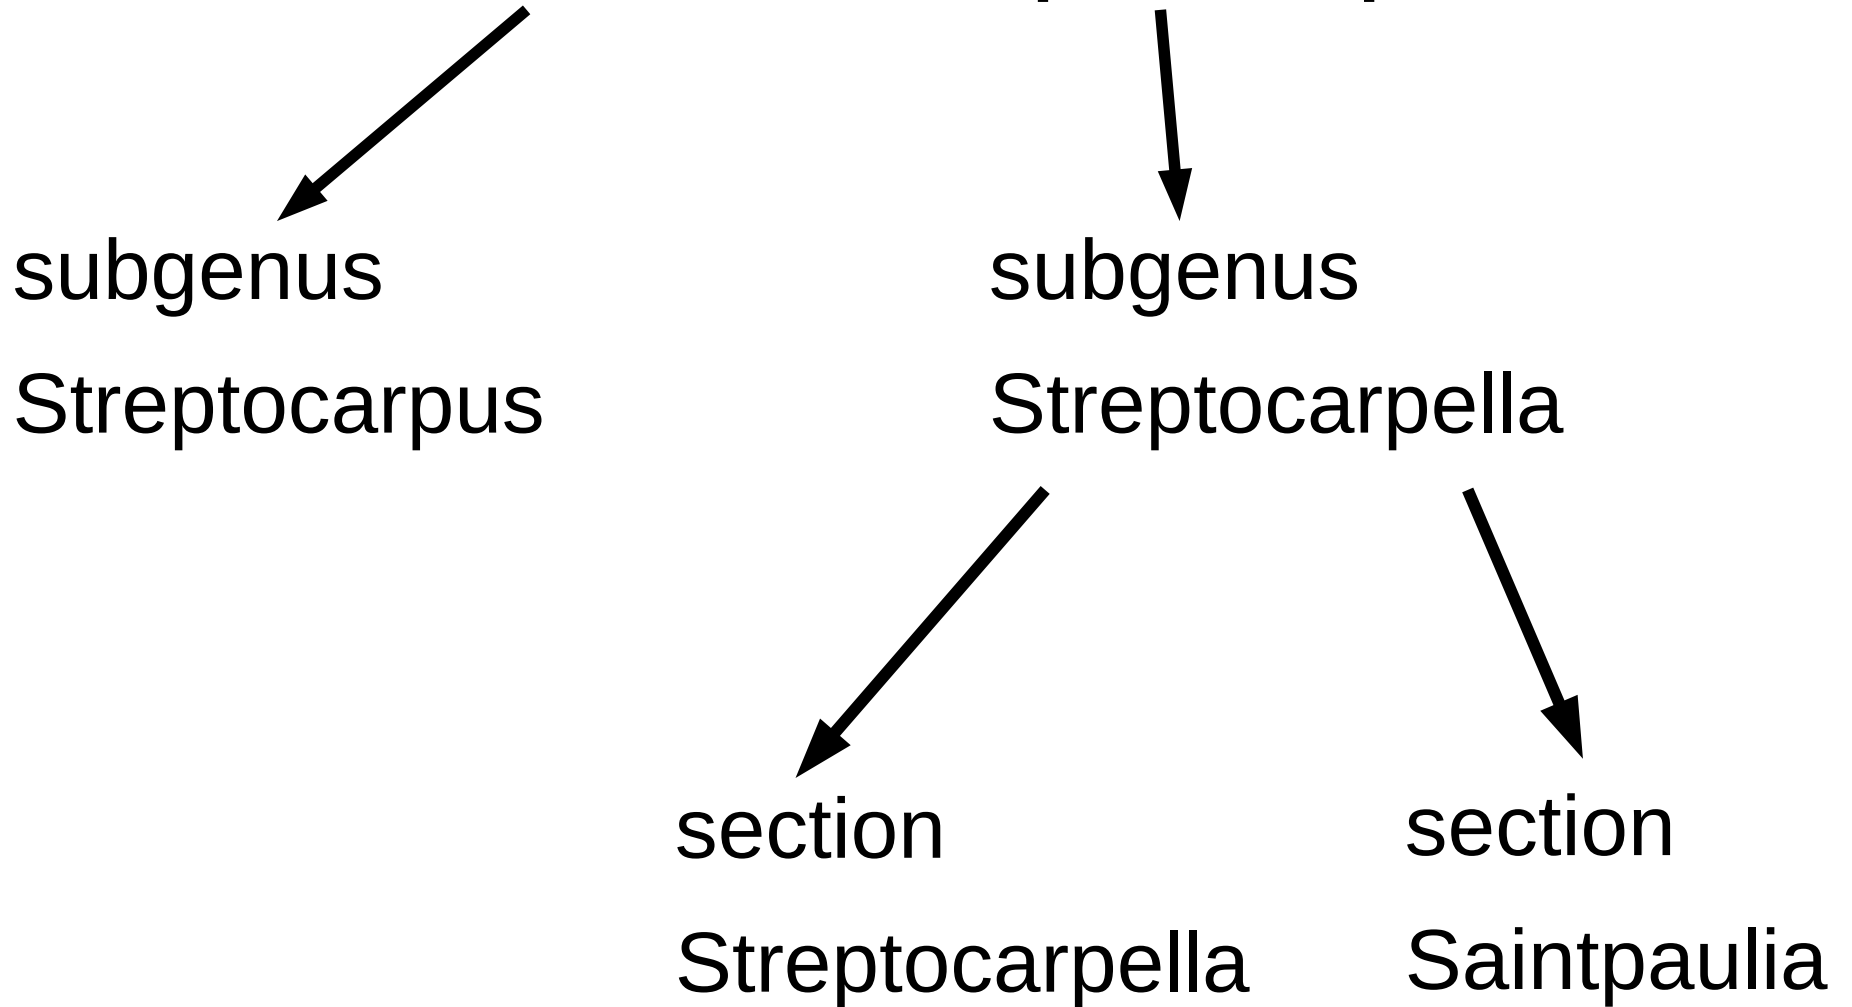 subgenus
Streptocarpus
subgenus
Streptocarpella
section
Streptocarpella
section
Saintpaulia